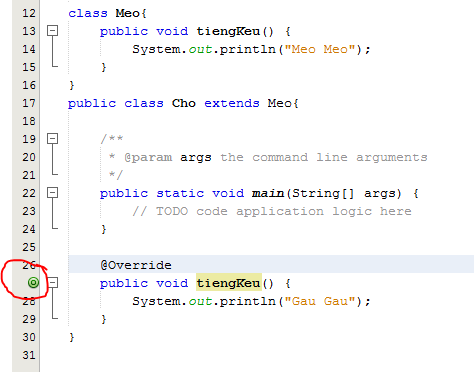 12 class Meo{
13 public void tiengKeu() {
14 System.out.println("Meo Meo");
15 }
16 }
17 public class Cho extends Meo{
18
19 /**
20 * @param args the command line arguments
21 */
22 public static void main(String[] args) {
23 // TODO code application logic here
24 }
25
26 @Override
public void tiengKeu() {
28 System.out.println("Gau Gau");
29 }
30 }
31